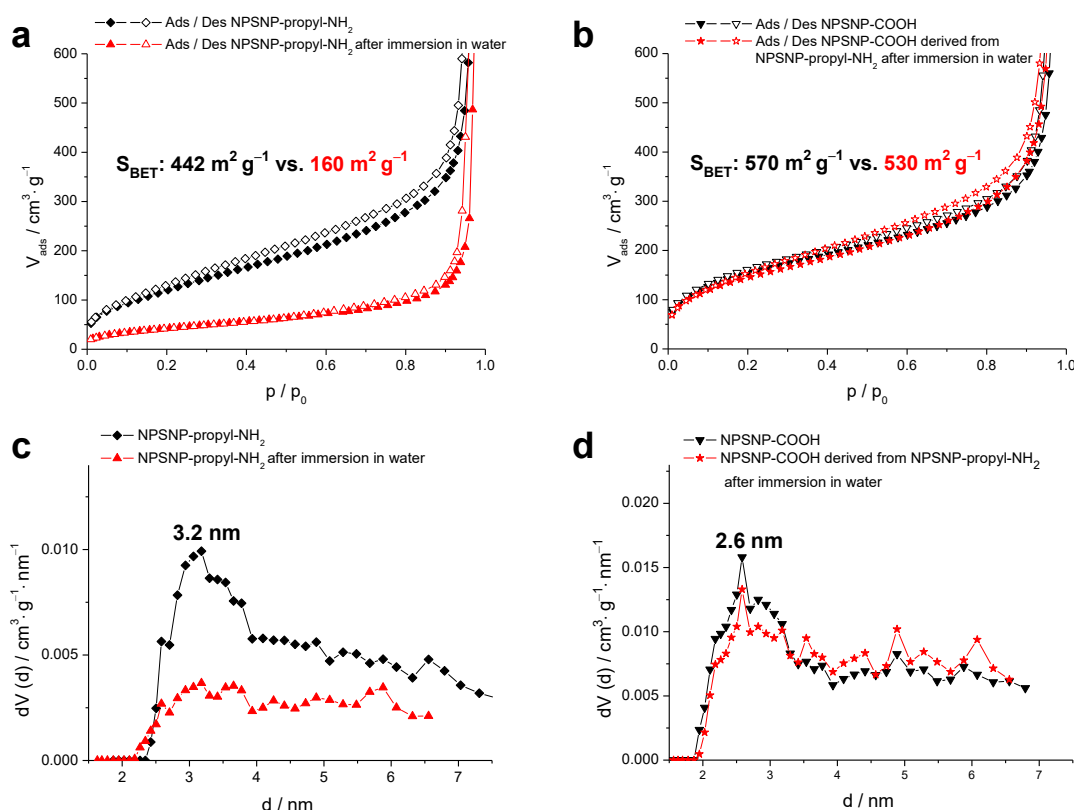 a
Ads / Des NPSNP-propyl-NH₂
Ads / Des NPSNP-propyl-NH₂ after immersion in water
600
500
400
300
200
100
0
V_ads / cm³· g⁻¹
S_BET: 442 m² g⁻¹ vs. 160 m² g⁻¹
0.0 0.2 0.4 0.6 0.8 1.0
p / p₀
b
Ads / Des NPSNP-COOH
Ads / Des NPSNP-COOH derived from
NPSNP-propyl-NH₂ after immersion in water
600
500
400
300
200
100
0
V_ads / cm³· g⁻¹
S_BET: 570 m² g⁻¹ vs. 530 m² g⁻¹
0.0 0.2 0.4 0.6 0.8 1.0
p / p₀
c
NPSNP-propyl-NH₂
NPSNP-propyl-NH₂ after immersion in water
3.2 nm
0.010
0.005
0.000
dV (d) / cm³· g⁻¹· nm⁻¹
2 3 4 5 6 7
d / nm
d
NPSNP-COOH
NPSNP-COOH derived from NPSNP-propyl-NH₂
after immersion in water
2.6 nm
0.020
0.015
0.010
0.005
0.000
dV (d) / cm³· g⁻¹· nm⁻¹
2 3 4 5 6 7
d / nm